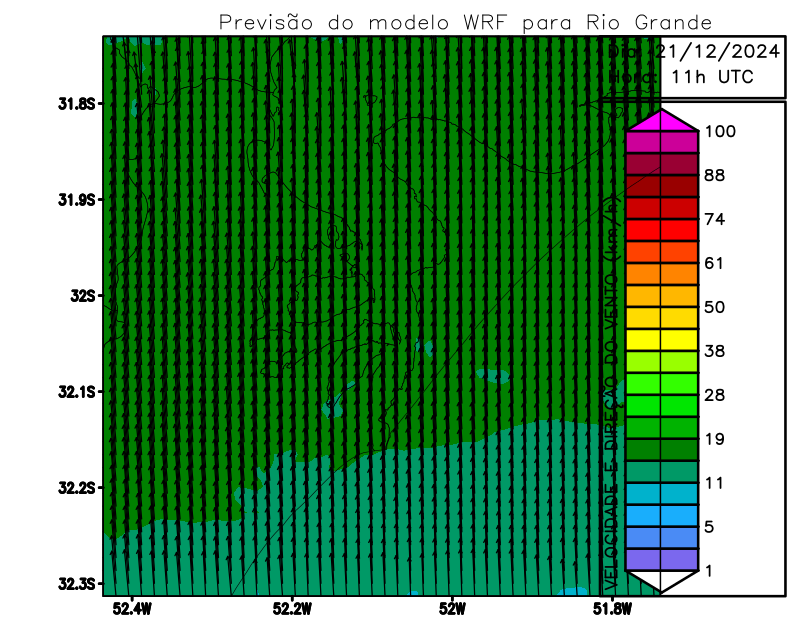 Previsão do modelo WRF para Rio Grande
Dia: 21/12/2024
Hora: 11h UTC
31.8S
31.9S
32S
32.1S
32.2S
32.3S
52.4W
52.2W
52W
51.8W
VELOCIDADE E DIREÇÃO DO VENTO (km/h)
100
88
74
61
50
38
28
19
11
5
1